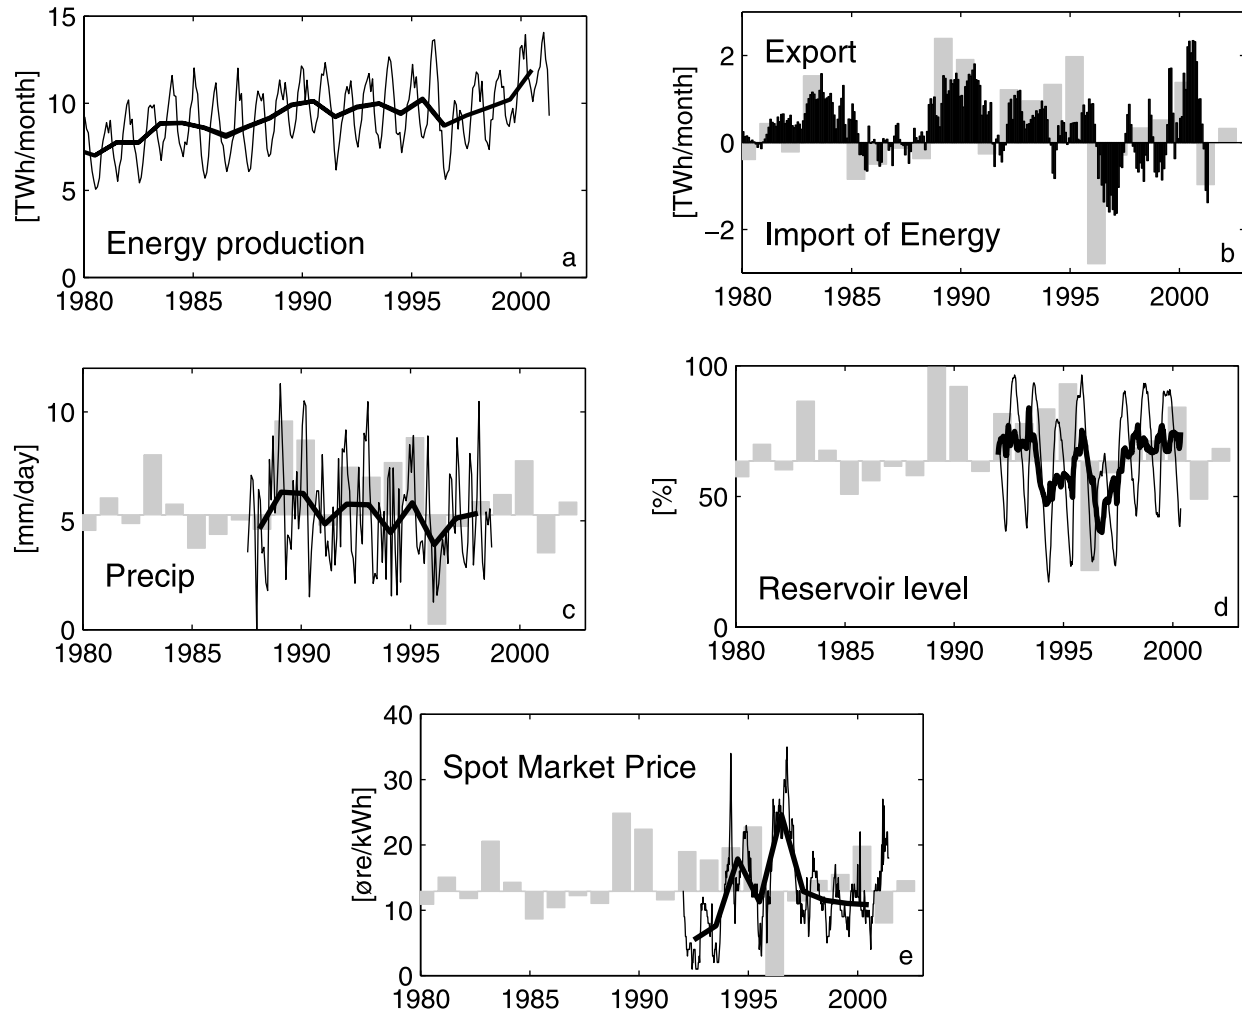 15
10
5
0
[TWh/month]
Energy production
a
1980 1985 1990 1995 2000
2
0
−2
[TWh/month]
Export
Import of Energy
b
1980 1985 1990 1995 2000
10
5
0
[mm/day]
Precip
c
1980 1985 1990 1995 2000
100
50
0
[%]
Reservoir level
d
1980 1985 1990 1995 2000
40
30
20
10
0
[øre/kWh]
Spot Market Price
e
1980 1985 1990 1995 2000